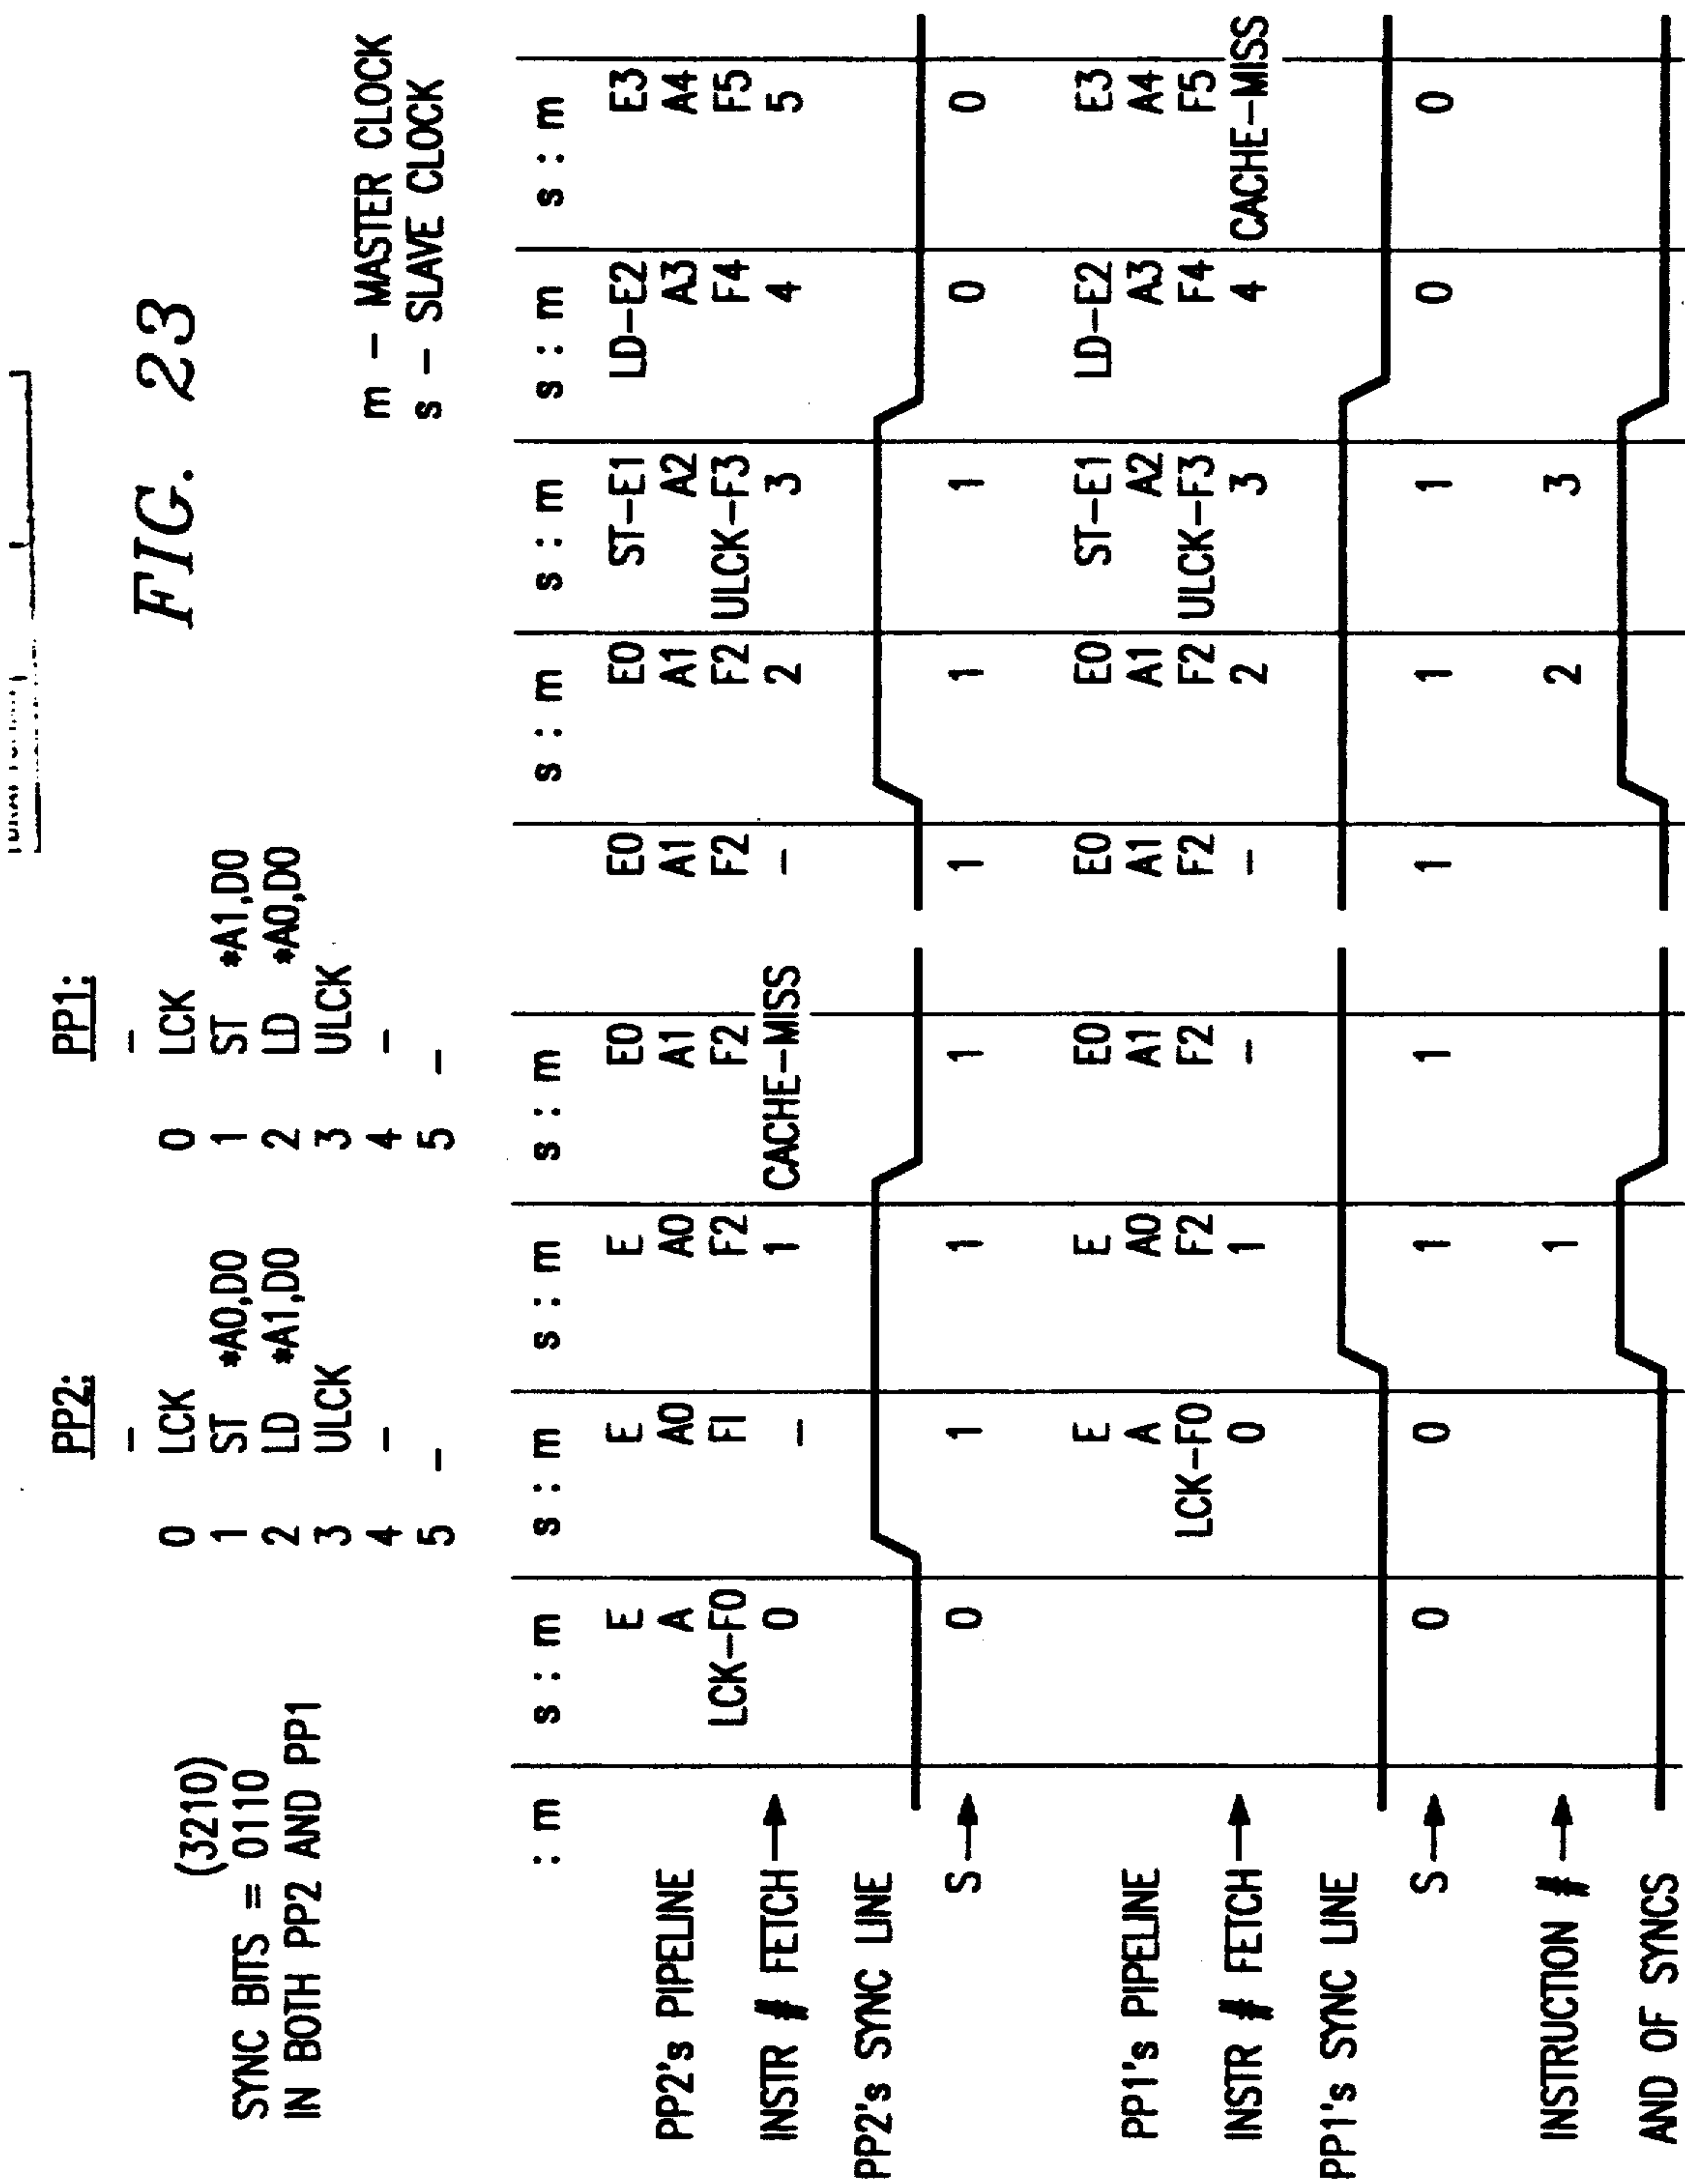 FIG. 23
(3210)
SYNC BITS = 0110
IN BOTH PP2 AND PP1
PP2:
–
0 LCK
1 ST *A0,D0
2 LD *A1,D0
3 ULCK
4 –
5 –
PP1:
–
0 LCK
1 ST *A1,D0
2 LD *A0,D0
3 ULCK
4 –
5 –
m – MASTER CLOCK
s – SLAVE CLOCK
: m s : m s : m s : m s : m s : m s : m s : m s : m
PP2's PIPELINE E E E E0 E0 E0 ST–E1 LD–E2 E3
A A0 A0 A1 A1 A1 A2 A3 A4
LCK–F0 F1 F2 F2 F2 F2 ULCK–F3 F4 F5
INSTR # FETCH→ 0 – 1 CACHE–MISS – 2 3 4 5
PP2's SYNC LINE
S→ 0 1 1 1 1 1 1 0 0
PP1's PIPELINE E E E0 E0 E0 ST–E1 LD–E2 E3
A A0 A1 A1 A1 A2 A3 A4
LCK–F0 F2 F2 F2 F2 ULCK–F3 F4 F5
INSTR # FETCH→ 0 1 – – 2 3 4 CACHE–MISS
PP1's SYNC LINE
S→ 0 0 1 1 1 1 1 0 0
INSTRUCTION #→ 1 2 3
AND OF SYNCS